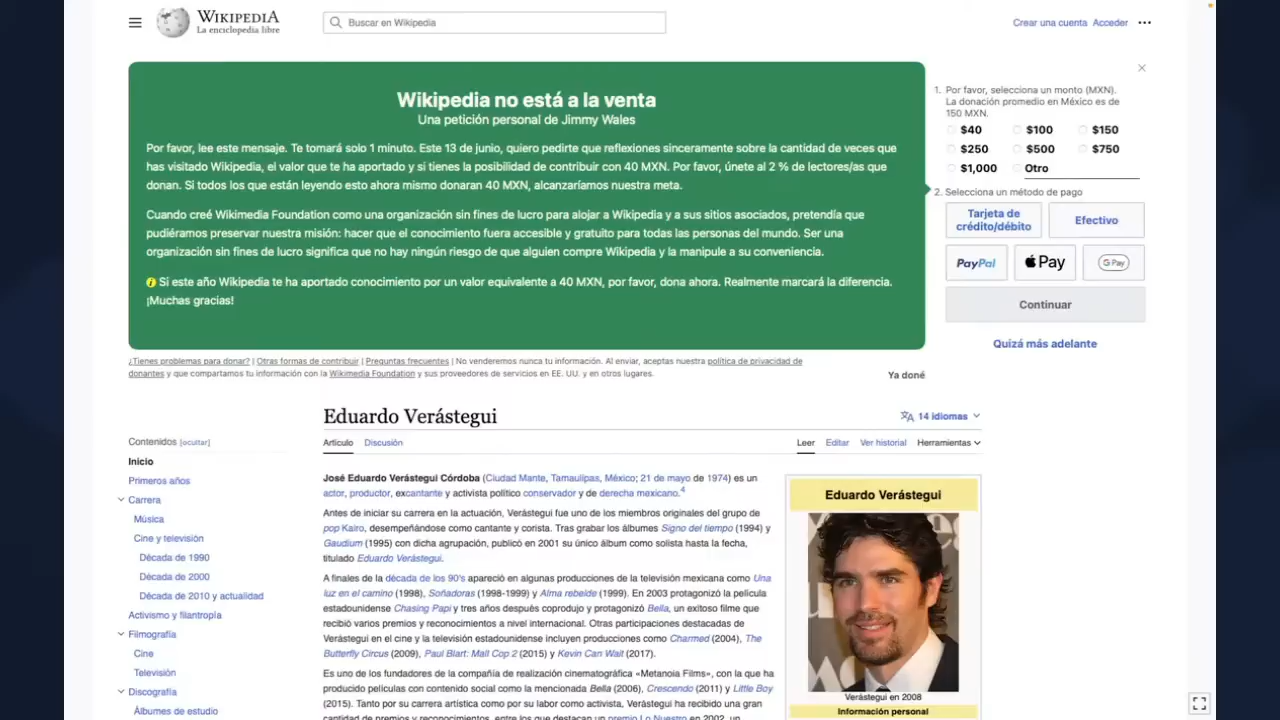 WIKIPEDIA
La enciclopedia libre
Buscar en Wikipedia
Crear una cuenta Acceder
Wikipedia no está a la venta
Una petición personal de Jimmy Wales
Por favor, lee este mensaje. Te tomará solo 1 minuto. Este 13 de junio, quiero pedirte que reflexiones sinceramente sobre la cantidad de veces que
has visitado Wikipedia, el valor que te ha aportado y si tienes la posibilidad de contribuir con 40 MXN. Por favor, únete al 2 % de lectores/as que
donan. Si todos los que están leyendo esto ahora mismo donaran 40 MXN, alcanzaríamos nuestra meta.
Cuando creé Wikimedia Foundation como una organización sin fines de lucro para alojar a Wikipedia y a sus sitios asociados, pretendía que
pudiéramos preservar nuestra misión: hacer que el conocimiento fuera accesible y gratuito para todas las personas del mundo. Ser una
organización sin fines de lucro significa que no hay ningún riesgo de que alguien compre Wikipedia y la manipule a su conveniencia.
Si este año Wikipedia te ha aportado conocimiento por un valor equivalente a 40 MXN, por favor, dona ahora. Realmente marcará la diferencia.
¡Muchas gracias!
1. Por favor, selecciona un monto (MXN).
La donación promedio en México es de
150 MXN.
$40 $100 $150
$250 $500 $750
$1,000 Otro
2. Selecciona un método de pago
Tarjeta de
crédito/débito
Efectivo
PayPal Pay G Pay
Continuar
Quizá más adelante
¿Tienes problemas para donar? | Otras formas de contribuir | Preguntas frecuentes | No venderemos nunca tu información. Al enviar, aceptas nuestra política de privacidad de
donantes y que compartamos tu información con la Wikimedia Foundation y sus proveedores de servicios en EE. UU. y en otros lugares.
Ya doné
Contenidos [ocultar]
Inicio
Primeros años
Carrera
Música
Cine y televisión
Década de 1990
Década de 2000
Década de 2010 y actualidad
Activismo y filantropía
Filmografía
Cine
Televisión
Discografía
Álbumes de estudio
Eduardo Verástegui
14 idiomas
Artículo Discusión
Leer Editar Ver historial Herramientas
José Eduardo Verástegui Córdoba (Ciudad Mante, Tamaulipas, México; 21 de mayo de 1974) es un
actor, productor, excantante y activista político conservador y de derecha mexicano.4
Antes de iniciar su carrera en la actuación, Verástegui fue uno de los miembros originales del grupo de
pop Kairo, desempeñándose como cantante y corista. Tras grabar los álbumes Signo del tiempo (1994) y
Gaudium (1995) con dicha agrupación, publicó en 2001 su único álbum como solista hasta la fecha,
titulado Eduardo Verástegui.
A finales de la década de los 90's apareció en algunas producciones de la televisión mexicana como Una
luz en el camino (1998), Soñadoras (1998-1999) y Alma rebelde (1999). En 2003 protagonizó la película
estadounidense Chasing Papi y tres años después coprodujo y protagonizó Bella, un exitoso filme que
recibió varios premios y reconocimientos a nivel internacional. Otras participaciones destacadas de
Verástegui en el cine y la televisión estadounidense incluyen producciones como Charmed (2004), The
Butterfly Circus (2009), Paul Blart: Mall Cop 2 (2015) y Kevin Can Wait (2017).
Es uno de los fundadores de la compañía de realización cinematográfica «Metanoia Films», con la que ha
producido películas con contenido social como la mencionada Bella (2006), Crescendo (2011) y Little Boy
(2015). Tanto por su carrera artística como por su labor como activista, Verástegui ha recibido una gran
cantidad de premios y reconocimientos, entre los que destacan un premio Lo Nuestro en 2002, un
Eduardo Verástegui
Verástegui en 2008
Información personal